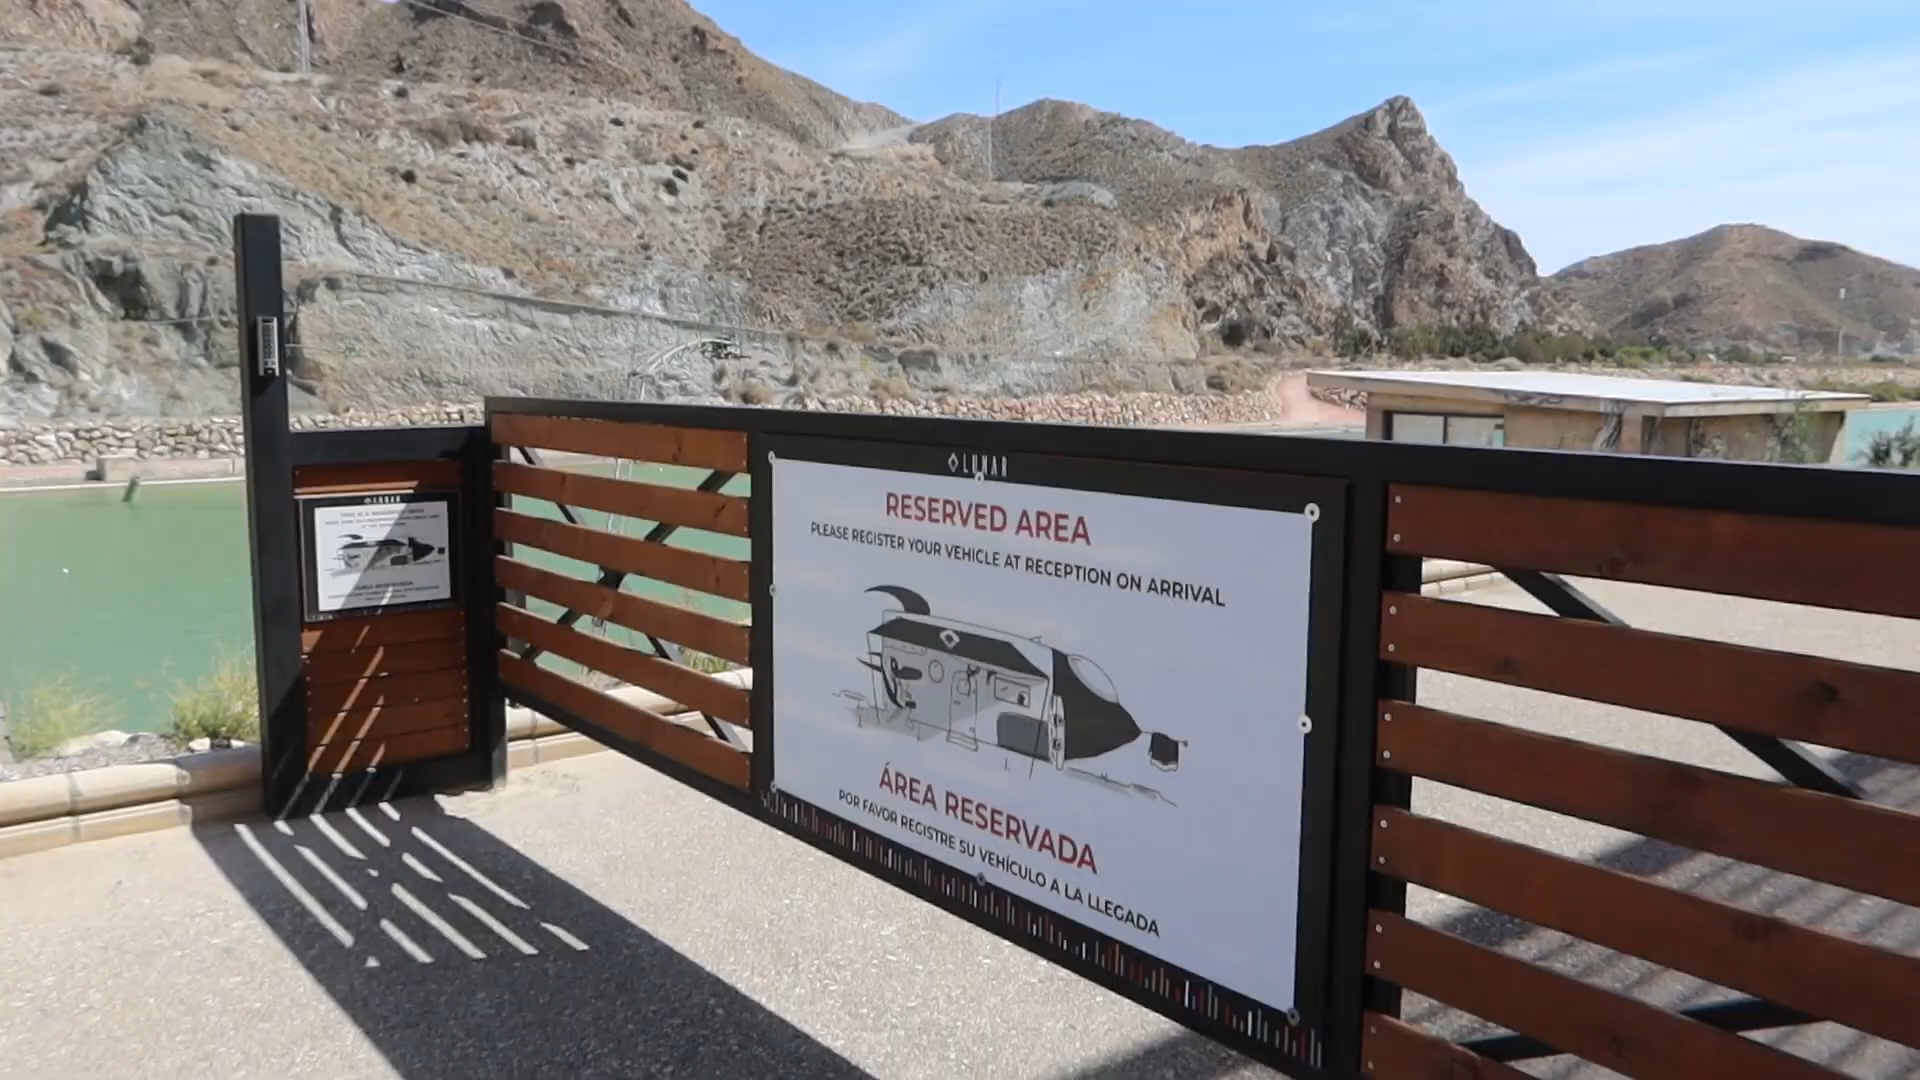 LUNAR
RESERVED AREA
PLEASE REGISTER YOUR VEHICLE AT RECEPTION ON ARRIVAL
ÁREA RESERVADA
POR FAVOR REGISTRE SU VEHÍCULO A LA LLEGADA
LUNAR